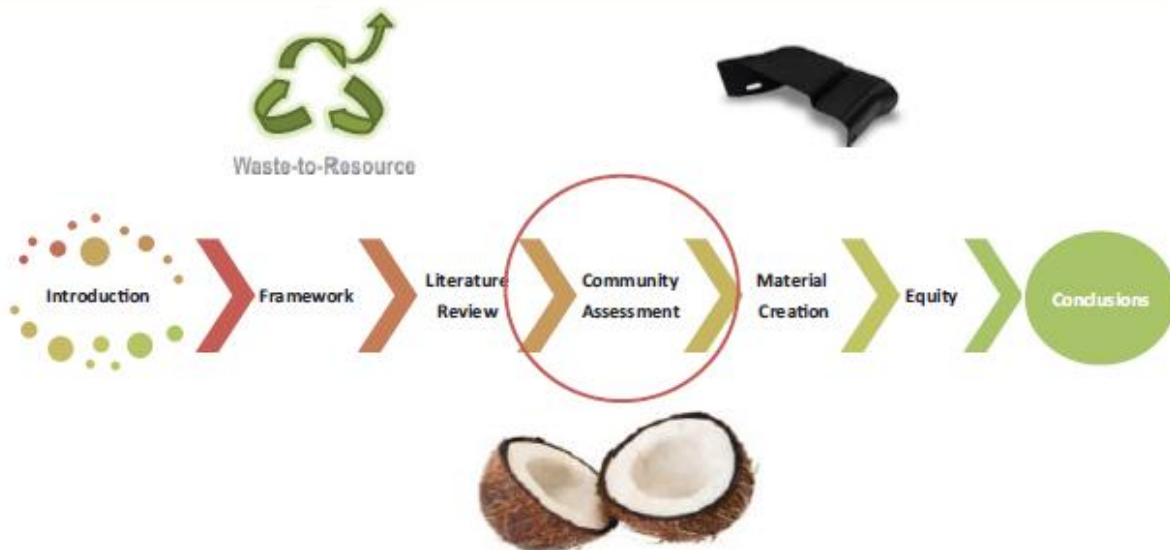 Waste-to-Resource
Introduction
Framework
Literature
Review
Community
Assessment
Material
Creation
Equity
Conclusions